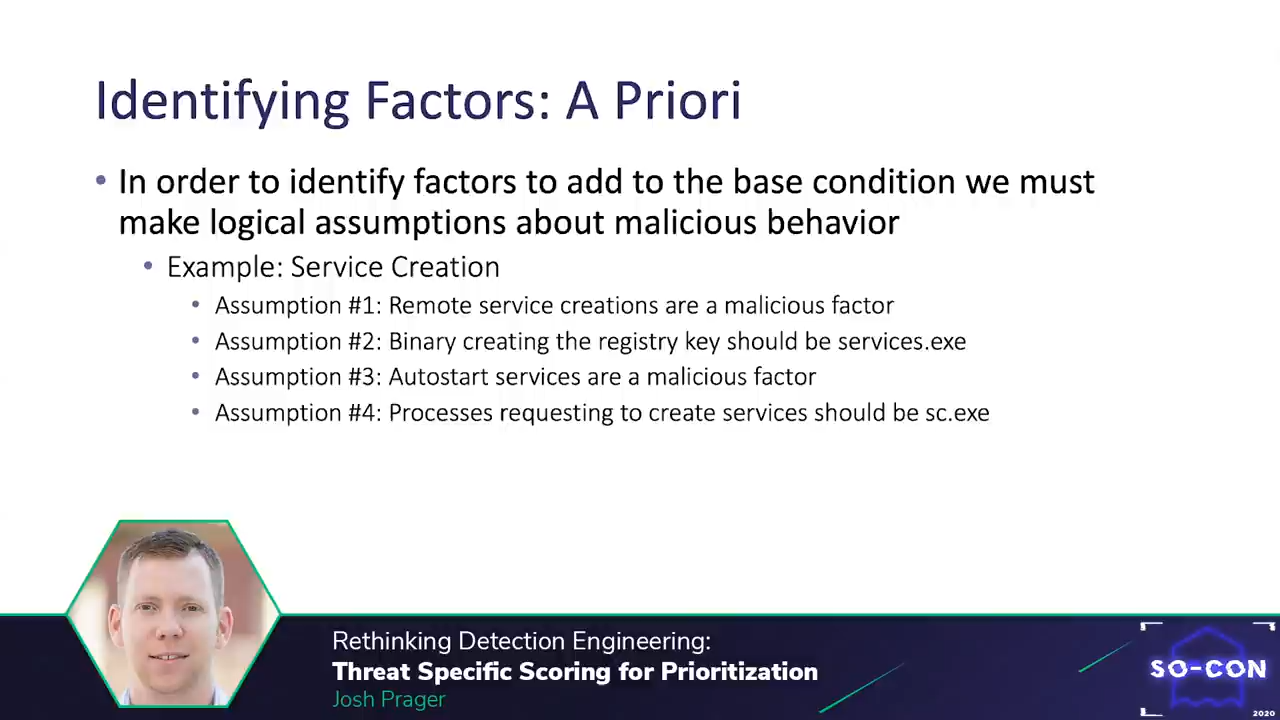 Identifying Factors: A Priori
• In order to identify factors to add to the base condition we must
make logical assumptions about malicious behavior
• Example: Service Creation
• Assumption #1: Remote service creations are a malicious factor
• Assumption #2: Binary creating the registry key should be services.exe
• Assumption #3: Autostart services are a malicious factor
• Assumption #4: Processes requesting to create services should be sc.exe
Rethinking Detection Engineering:
Threat Specific Scoring for Prioritization
Josh Prager
SO-CON
2020